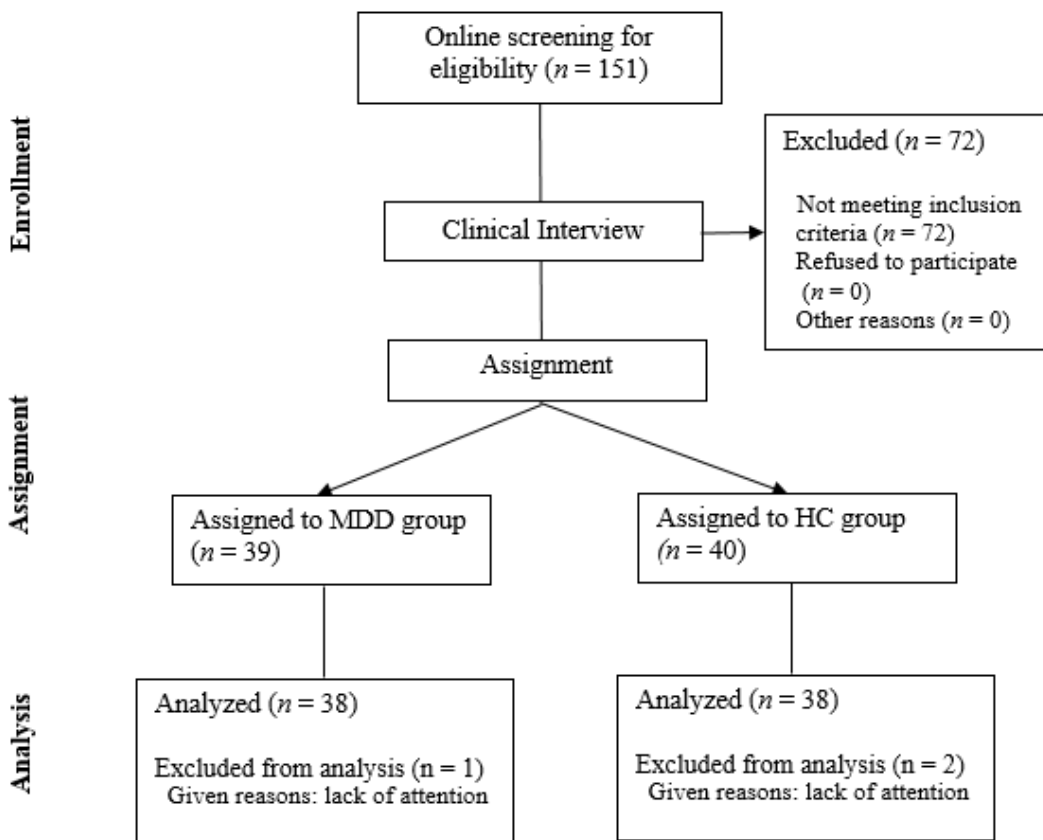 Online screening for
eligibility (n = 151)
Enrollment
Excluded (n = 72)
Not meeting inclusion
criteria (n = 72)
Refused to participate
(n = 0)
Other reasons (n = 0)
Clinical Interview
Assignment
Assignment
Assigned to MDD group
(n = 39)
Assigned to HC group
(n = 40)
Analysis
Analyzed (n = 38)
Excluded from analysis (n = 1)
Given reasons: lack of attention
Analyzed (n = 38)
Excluded from analysis (n = 2)
Given reasons: lack of attention